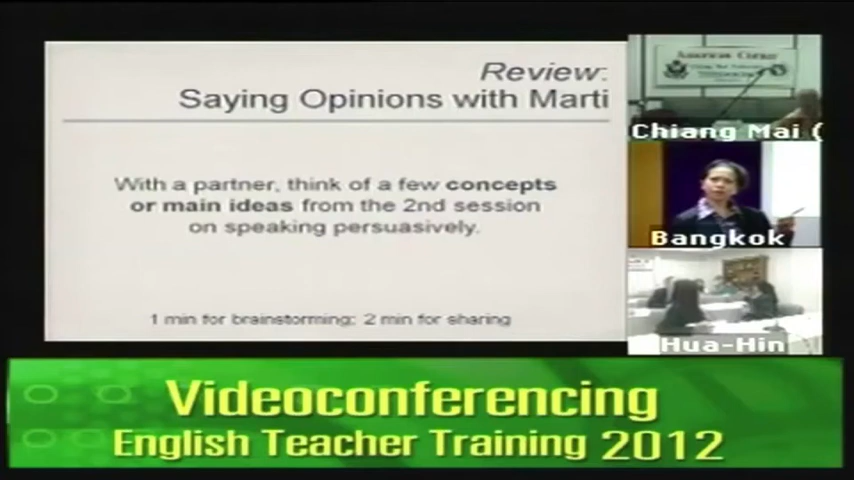 Review:
Saying Opinions with Marti
With a partner, think of a few concepts
or main ideas from the 2nd session
on speaking persuasively.
1 min for brainstorming; 2 min for sharing
American Corner
Chiang Mai (
Bangkok
Hua-Hin
Videoconferencing
English Teacher Training 2012